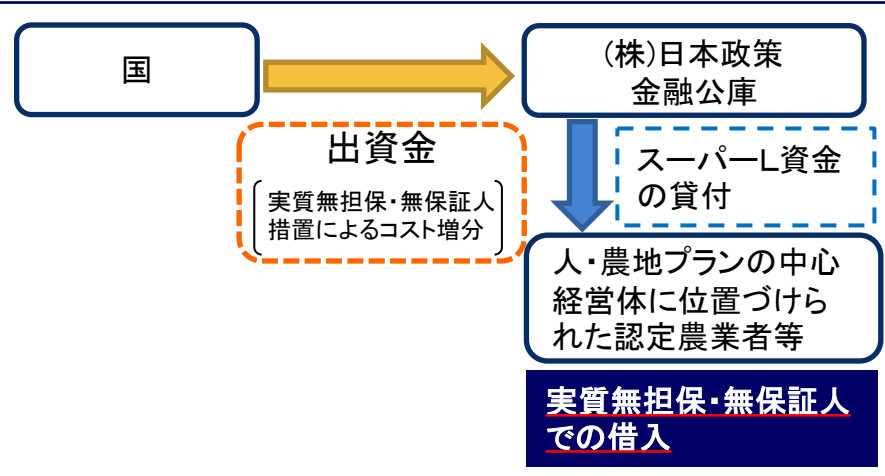 国
(株)日本政策
金融公庫
出資金
実質無担保・無保証人
措置によるコスト増分
スーパーL資金
の貸付
人・農地プランの中心
経営体に位置づけら
れた認定農業者等
実質無担保・無保証人
での借入